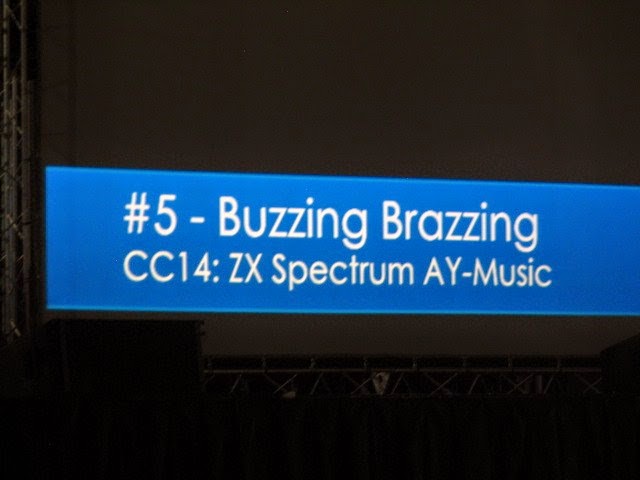 #5 - Buzzing Brazzing
CC14: ZX Spectrum AY-Music